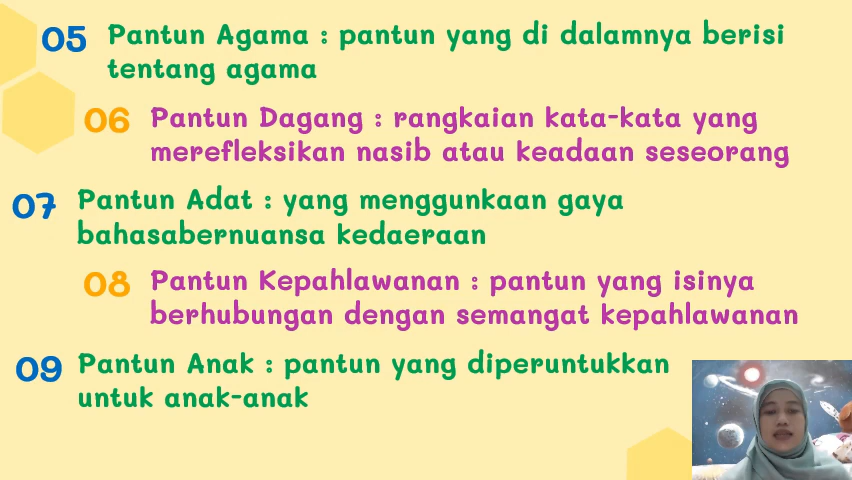 05 Pantun Agama : pantun yang di dalamnya berisi
tentang agama
06 Pantun Dagang : rangkaian kata-kata yang
merefleksikan nasib atau keadaan seseorang
07 Pantun Adat : yang menggunkaan gaya
bahasabernuansa kedaeraan
08 Pantun Kepahlawanan : pantun yang isinya
berhubungan dengan semangat kepahlawanan
09 Pantun Anak : pantun yang diperuntukkan
untuk anak-anak